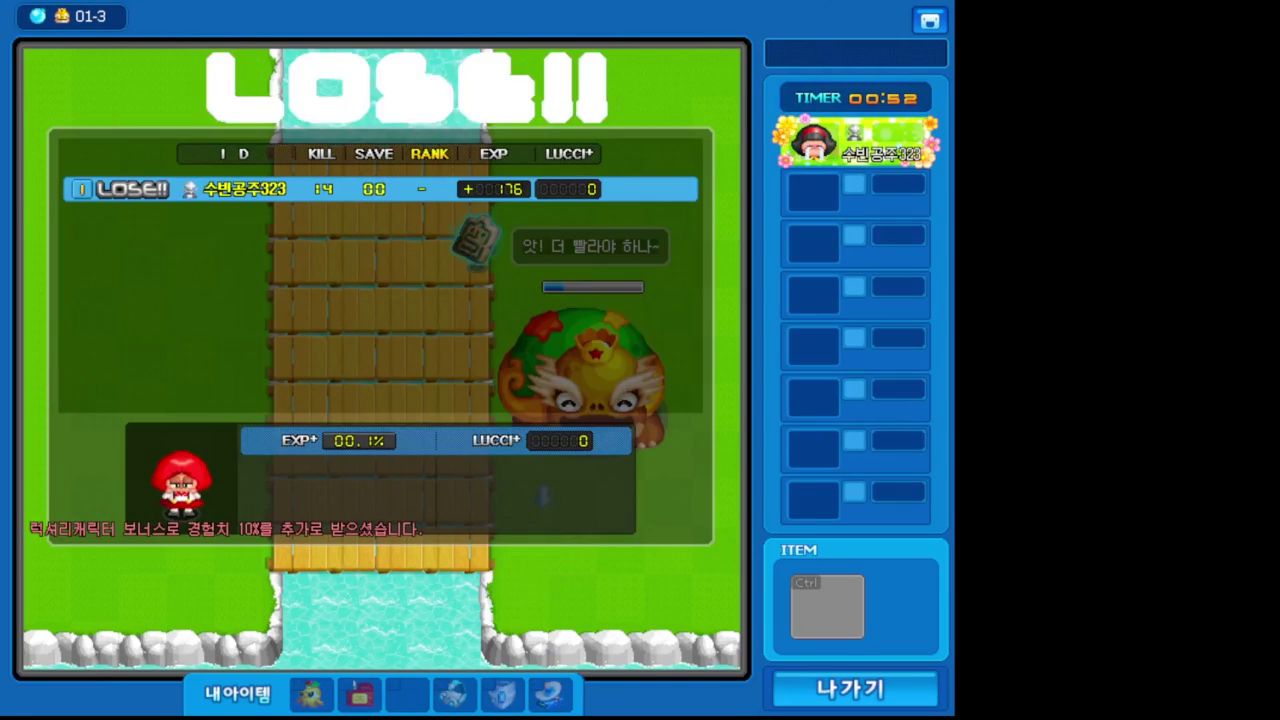 01-3
LOSE!!
TIMER 00:52
수빈공주323
I D KILL SAVE RANK EXP LUCCI+
1 LOSE!! 수빈공주323 14 00 - +00176 0000000
앗! 더 빨라야 하나~
EXP+ 00.1% LUCCI+ 0000000
럭셔리캐릭터 보너스로 경험치 10%를 추가로 받으셨습니다.
ITEM
Ctrl
내아이템
나가기